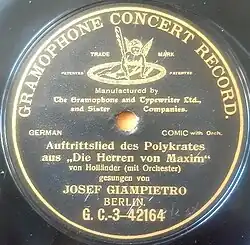 GRAMOPHONE CONCERT RECORD.
TRADE MARK
PATENTED PATENTED
Manufactured by
The Gramophone and Typewriter Ltd.,
and Sister Companies.
GERMAN COMIC with Orch.
Auftrittslied des Polykrates
aus „Die Herren von Maxim“
von Holländer (mit Orchester)
gesungen von
JOSEF GIAMPIETRO
BERLIN.
G. C.-3-42164